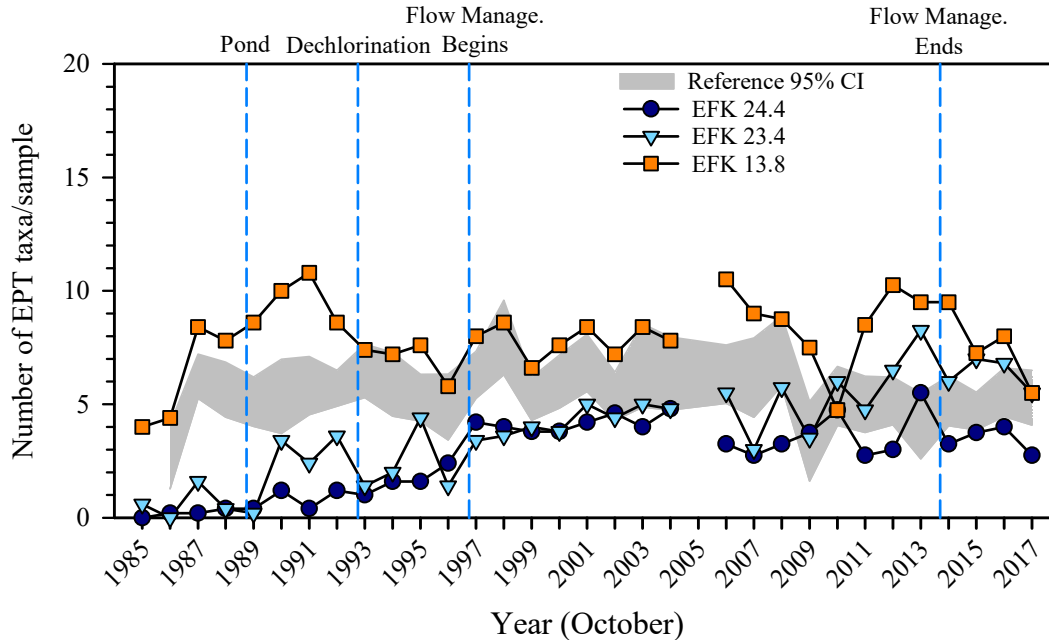 Flow Manage.
Flow Manage.
Pond
Dechlorination
Begins
Ends
20
15
10
5
0
Number of EPT taxa/sample
Reference 95% CI
EFK 24.4
EFK 23.4
EFK 13.8
1985
1987
1989
1991
1993
1995
1997
1999
2001
2003
2005
2007
2009
2011
2013
2015
2017
Year (October)